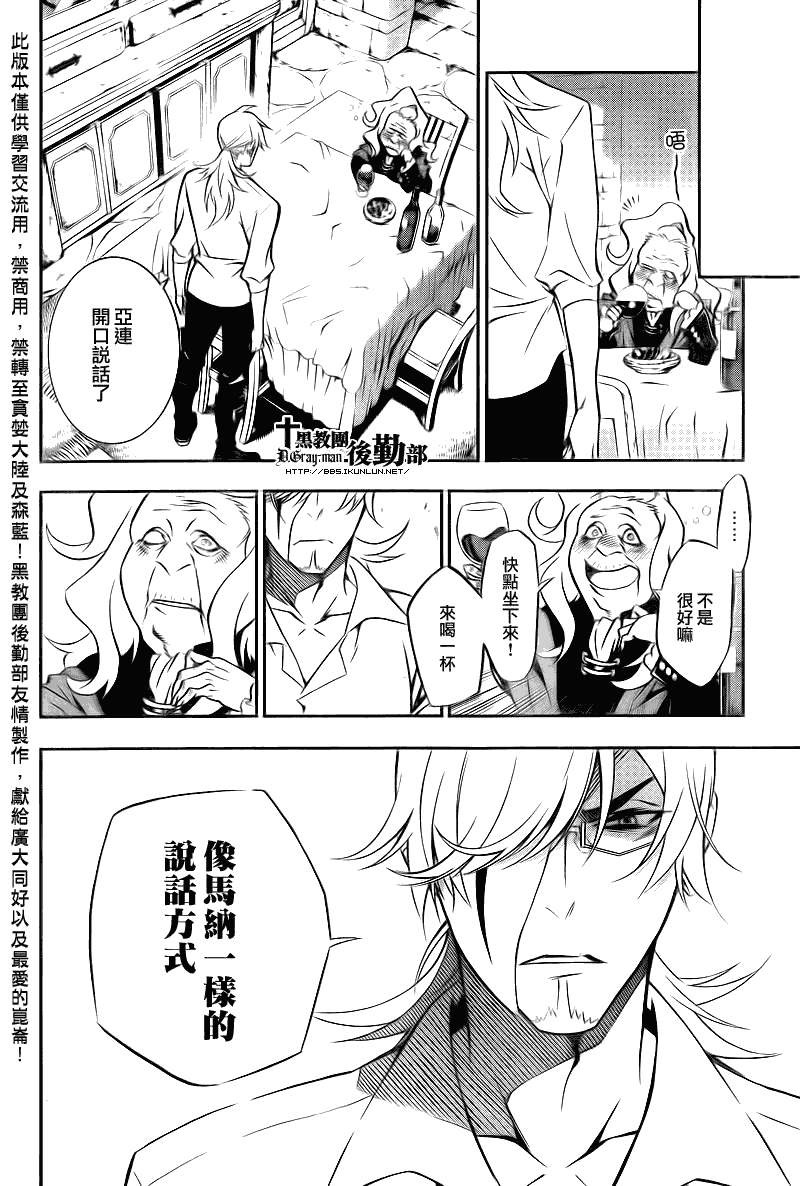 唔
亞連
開口說話了
黑教團
D.Gray-man 後勤部
HTTP://BBS.IKUNLUN.NET/
……
不是
很好嘛
快點坐下來！
來喝一杯
像馬納一樣的
說話方式
此版本僅供學習交流用，禁商用，禁轉至貪婪大陸及森藍！黑教團後勤部友情製作，獻給廣大同好以及最愛的崑崙！